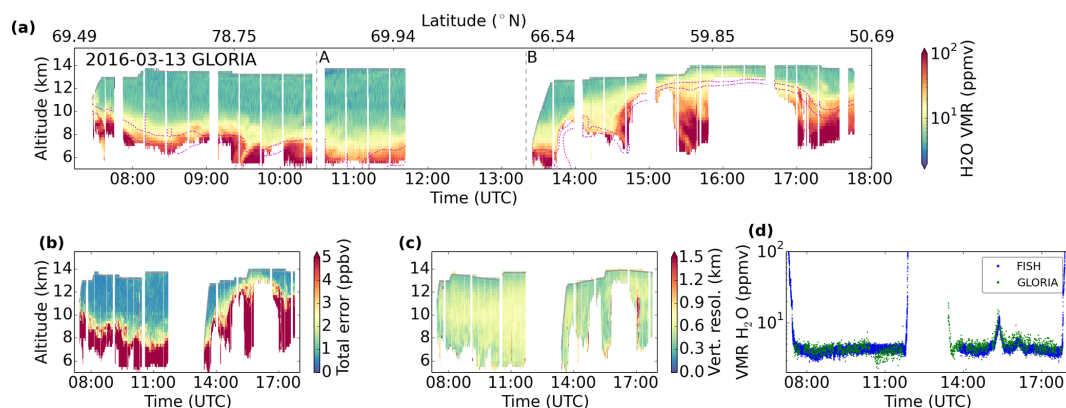 Latitude (°N)
(a)
69.49 78.75 69.94 66.54 59.85 50.69
2016-03-13 GLORIA A B
14
12
10
8
6
Altitude (km)
08:00 09:00 10:00 11:00 12:00 13:00 14:00 15:00 16:00 17:00 18:00
Time (UTC)
10²
10¹
H2O VMR (ppmv)
(b)
14
12
10
8
6
Altitude (km)
08:00 11:00 14:00 17:00
Time (UTC)
5
4
3
2
1
0
Total error (ppbv)
(c)
14
12
10
8
6
Altitude (km)
08:00 11:00 14:00 17:00
Time (UTC)
1.5
1.2
0.9
0.6
0.3
0.0
Vert. resol. (km)
(d)
10²
10¹
VMR H₂O (ppmv)
FISH
GLORIA
08:00 11:00 14:00 17:00
Time (UTC)